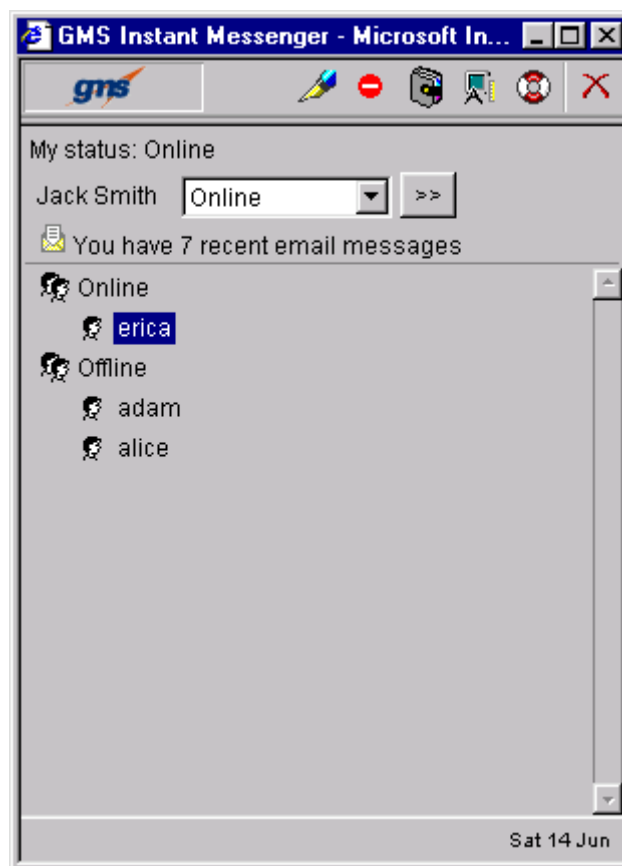 GMS Instant Messenger - Microsoft In...
gms
My status: Online
Jack Smith Online >>
You have 7 recent email messages
Online
erica
Offline
adam
alice
Sat 14 Jun